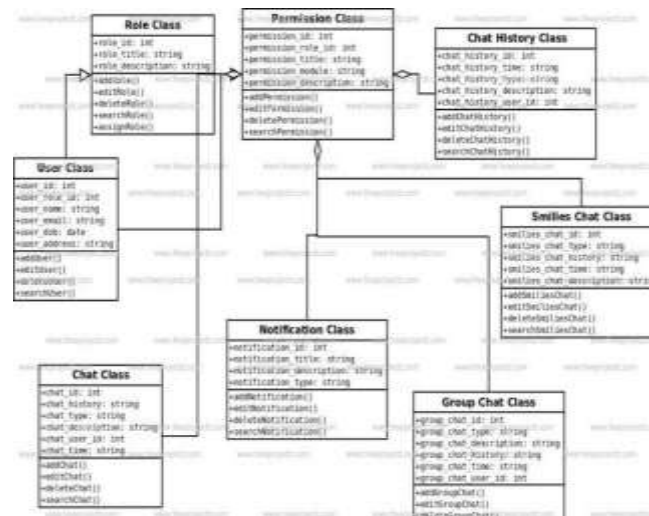 Role Class
+role_id: int
+role_title: string
+role_description: string
+addRole()
+editRole()
+deleteRole()
+searchRole()
+assignRole()
Permission Class
+permission_id: int
+permission_role_id: int
+permission_title: string
+permission_module: string
+permission_description: string
+addPermission()
+editPermission()
+deletePermission()
+searchPermission()
Chat History Class
+chat_history_id: int
+chat_history_time: string
+chat_history_type: string
+chat_history_description: string
+chat_history_user_id: int
+addChatHistory()
+editChatHistory()
+deleteChatHistory()
+searchChatHistory()
User Class
+user_id: int
+user_role_id: int
+user_name: string
+user_email: string
+user_dob: date
+user_address: string
+addUser()
+editUser()
+deleteUser()
+searchUser()
Smilies Chat Class
+smilies_chat_id: int
+smilies_chat_type: string
+smilies_chat_history: string
+smilies_chat_time: string
+smilies_chat_description: string
+addSmiliesChat()
+editSmiliesChat()
+deleteSmiliesChat()
+searchSmiliesChat()
Notification Class
+notification_id: int
+notification_title: string
+notification_description: string
+notification_type: string
+addNotification()
+editNotification()
+deleteNotification()
+searchNotification()
Chat Class
+chat_id: int
+chat_history: string
+chat_type: string
+chat_description: string
+chat_user_id: int
+chat_time: string
+addChat()
+editChat()
+deleteChat()
+searchChat()
Group Chat Class
+group_chat_id: int
+group_chat_type: string
+group_chat_description: string
+group_chat_history: string
+group_chat_time: string
+group_chat_user_id: int
+addGroupChat()
+editGroupChat()